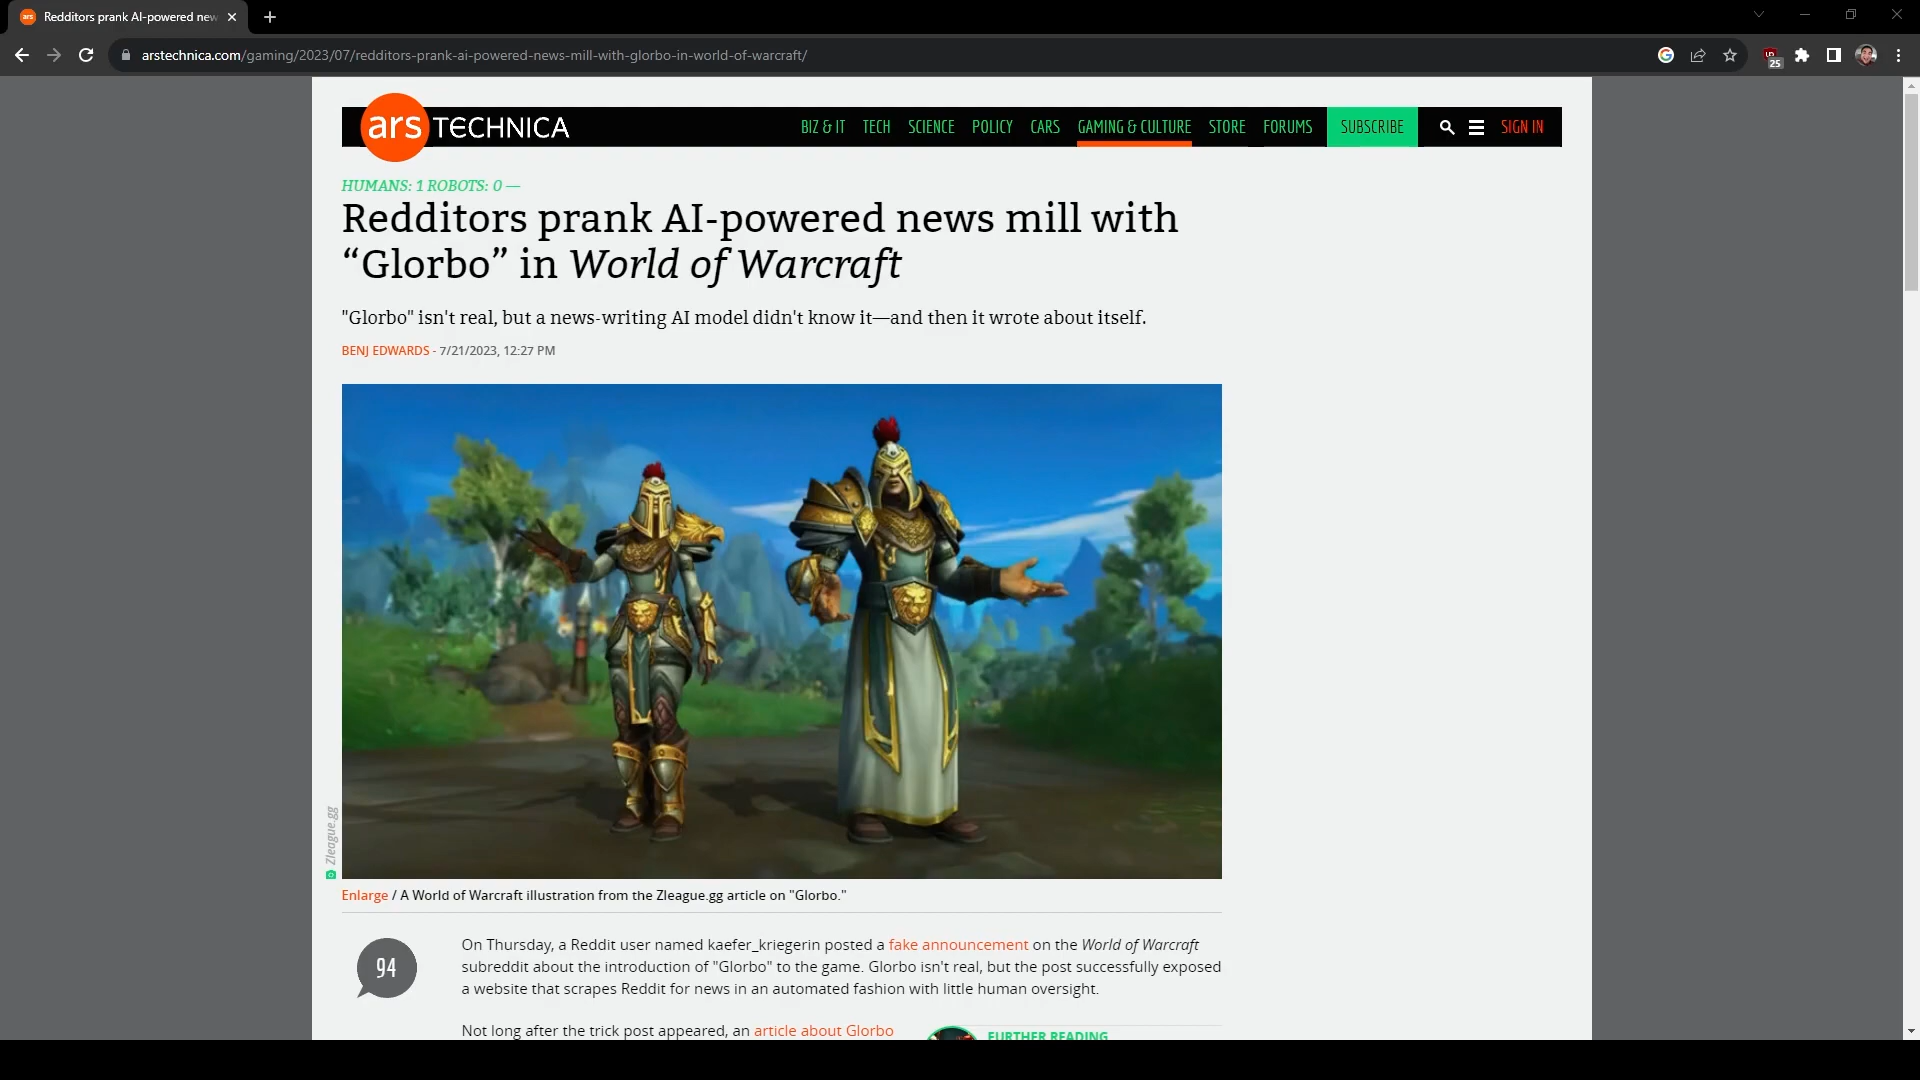 ars Redditors prank AI-powered new
arstechnica.com/gaming/2023/07/redditors-prank-ai-powered-news-mill-with-glorbo-in-world-of-warcraft/
25
ars TECHNICA
BIZ & IT TECH SCIENCE POLICY CARS GAMING & CULTURE STORE FORUMS SUBSCRIBE SIGN IN
HUMANS: 1 ROBOTS: 0 —
Redditors prank AI-powered news mill with
“Glorbo” in World of Warcraft
"Glorbo" isn't real, but a news-writing AI model didn't know it—and then it wrote about itself.
BENJ EDWARDS - 7/21/2023, 12:27 PM
Zleague.gg
Enlarge / A World of Warcraft illustration from the Zleague.gg article on "Glorbo."
94
On Thursday, a Reddit user named kaefer_kriegerin posted a fake announcement on the World of Warcraft
subreddit about the introduction of "Glorbo" to the game. Glorbo isn't real, but the post successfully exposed
a website that scrapes Reddit for news in an automated fashion with little human oversight.
Not long after the trick post appeared, an article about Glorbo
FURTHER READING